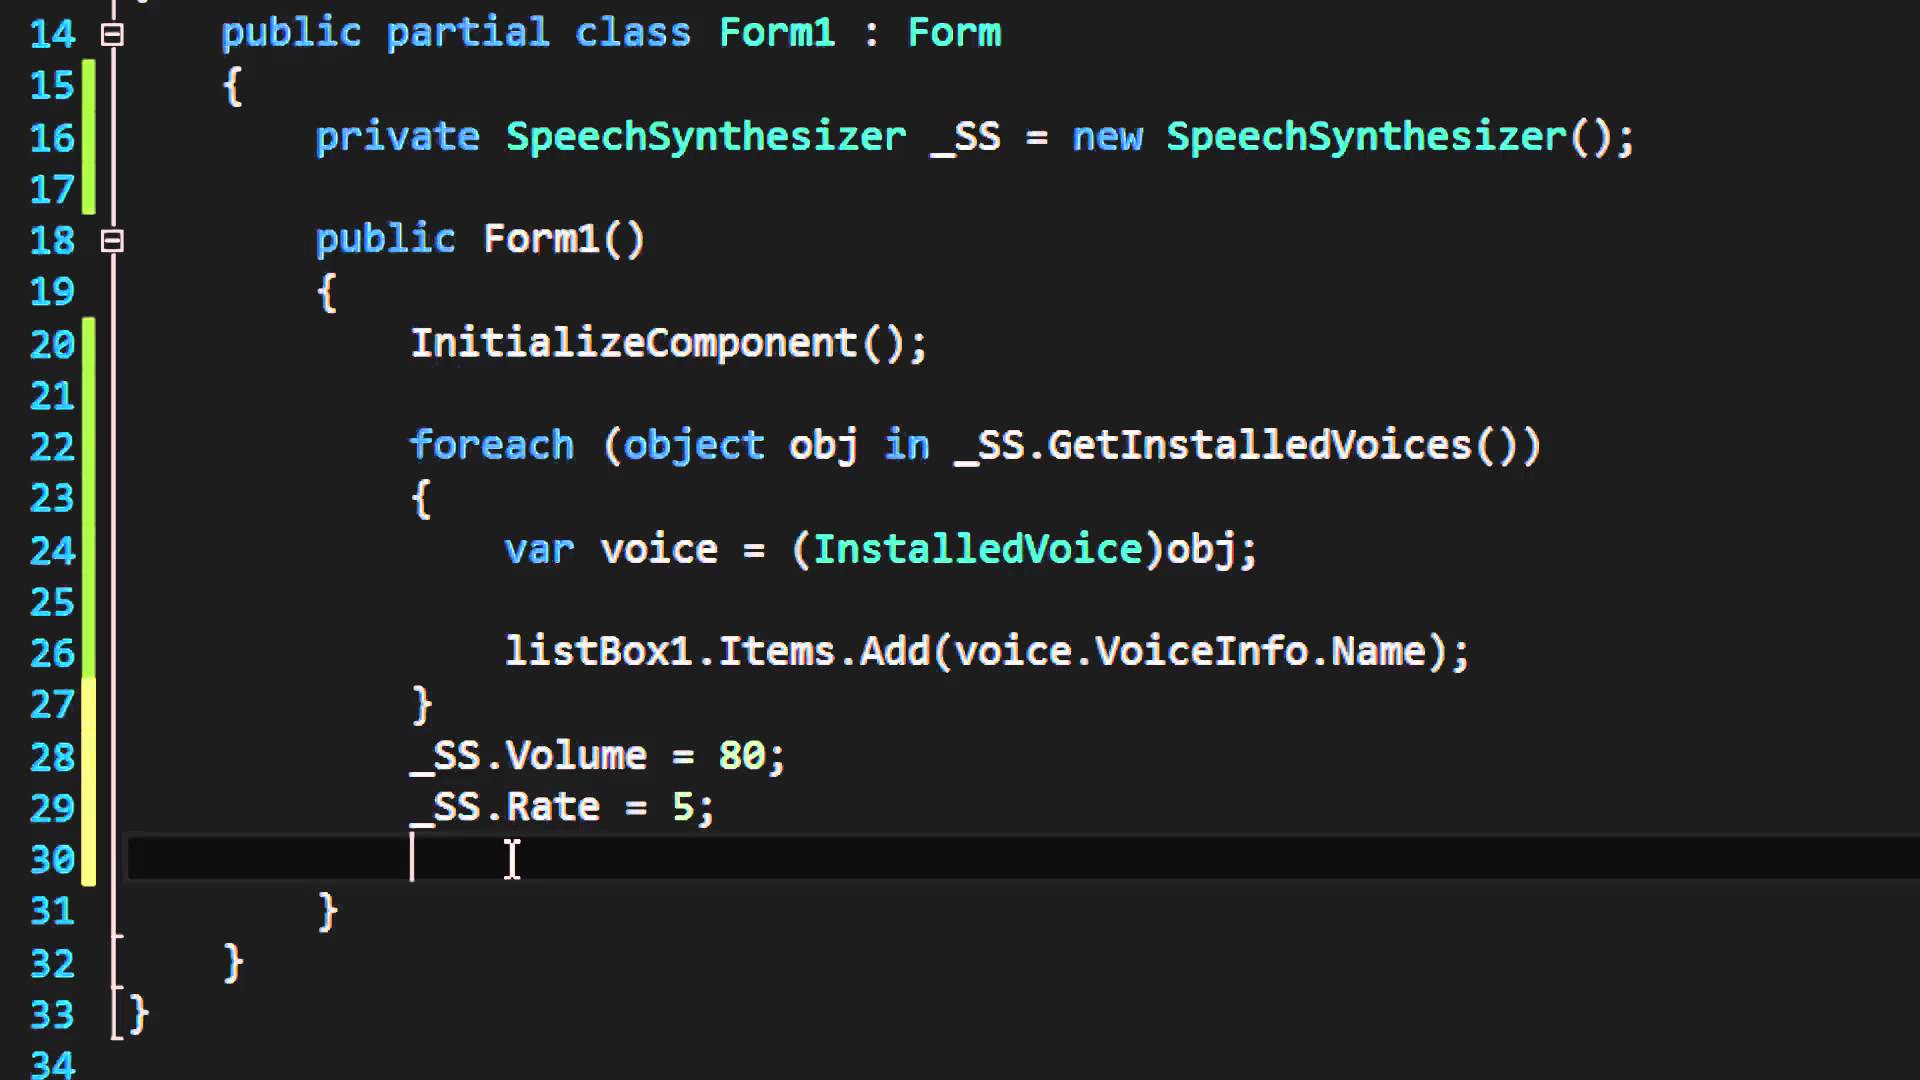 14 public partial class Form1 : Form
15 {
16 private SpeechSynthesizer _SS = new SpeechSynthesizer();
17
18 public Form1()
19 {
20 InitializeComponent();
21
22 foreach (object obj in _SS.GetInstalledVoices())
23 {
24 var voice = (InstalledVoice)obj;
25
26 listBox1.Items.Add(voice.VoiceInfo.Name);
27 }
28 _SS.Volume = 80;
29 _SS.Rate = 5;
30
31 }
32 }
33 }
34